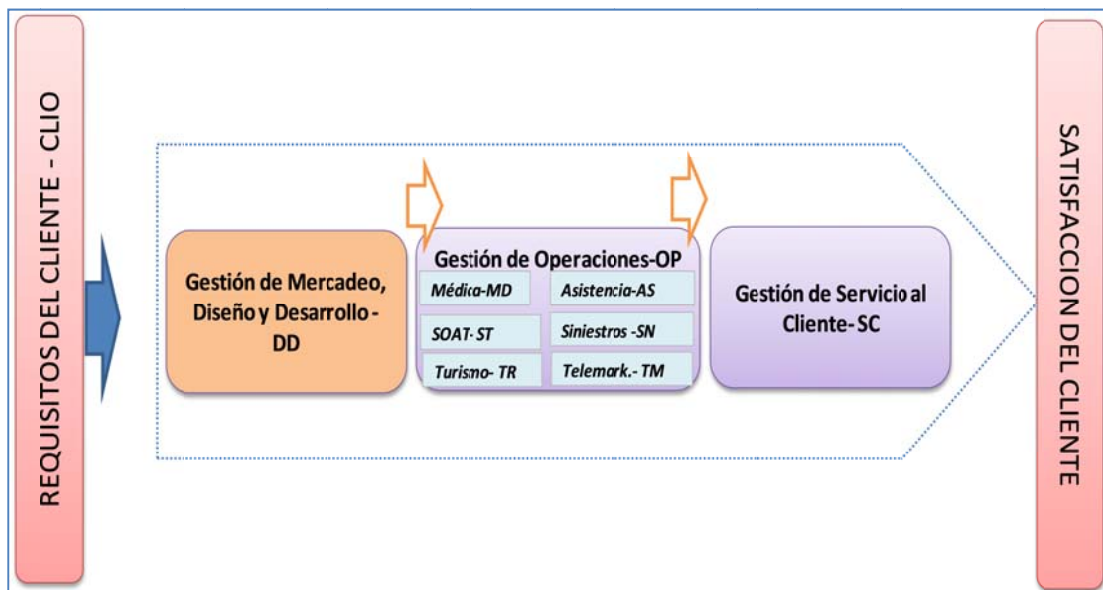 REQUISITOS DEL CLIENTE - CLIO
Gestión de Mercadeo,
Diseño y Desarrollo -
DD
Gestión de Operaciones-OP
Médica-MD
Asistencia-AS
SOAT- ST
Siniestros -SN
Turismo- TR
Telemark.- TM
Gestión de Servicio al
Cliente- SC
SATISFACCION DEL CLIENTE